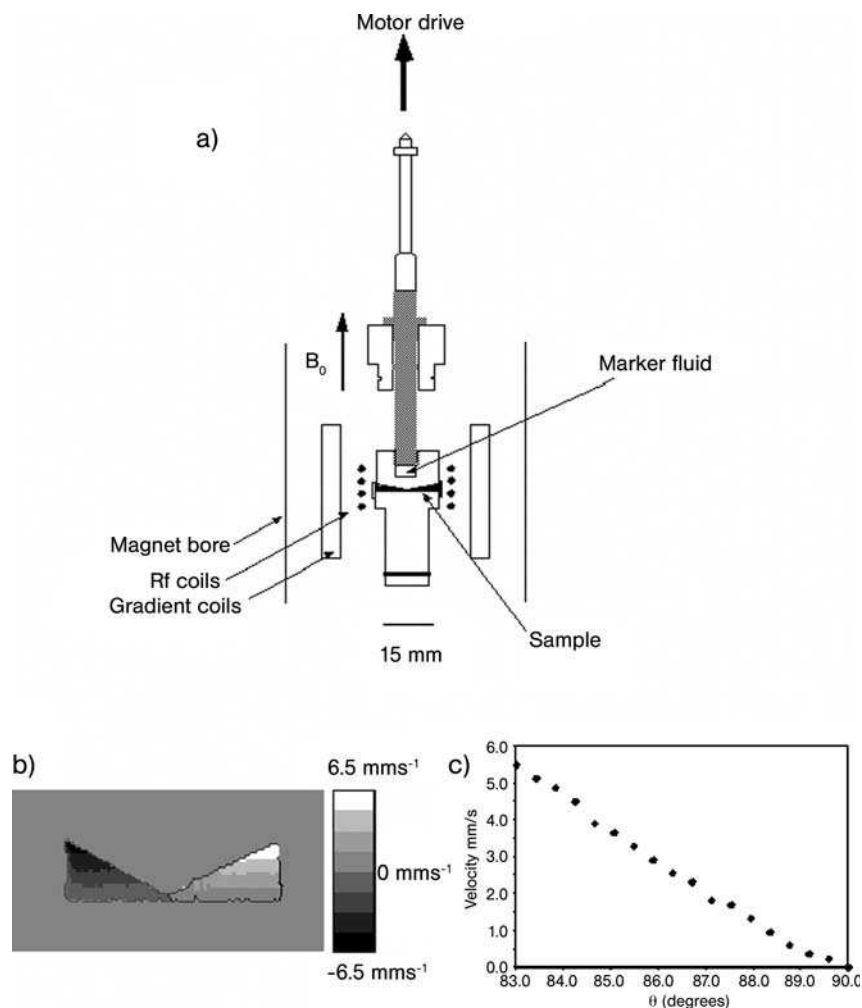 Motor drive
a)
B0
Marker fluid
Magnet bore
Rf coils
Gradient coils
Sample
15 mm
b)
6.5 mms-1
0 mms-1
-6.5 mms-1
c)
6.0
5.0
4.0
3.0
2.0
1.0
0.0
Velocity mm/s
83.0 84.0 85.0 86.0 87.0 88.0 89.0 90.0
θ (degrees)